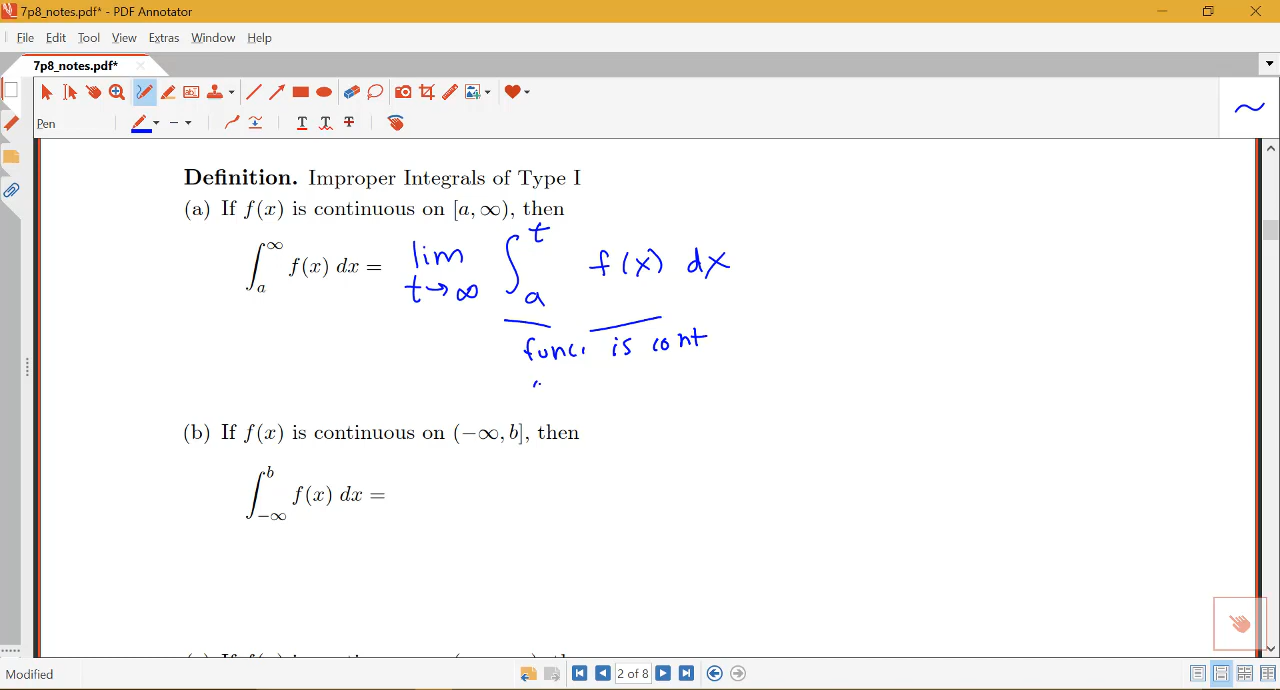 7p8_notes.pdf* - PDF Annotator
File Edit Tool View Extras Window Help
7p8_notes.pdf*
Pen
Definition. Improper Integrals of Type I
(a) If f(x) is continuous on [a, ∞), then
∫_a^∞ f(x) dx = lim_{t→∞} ∫_a^t f(x) dx
func. is cont
(b) If f(x) is continuous on (−∞, b], then
∫_{−∞}^b f(x) dx =
Modified
2 of 8